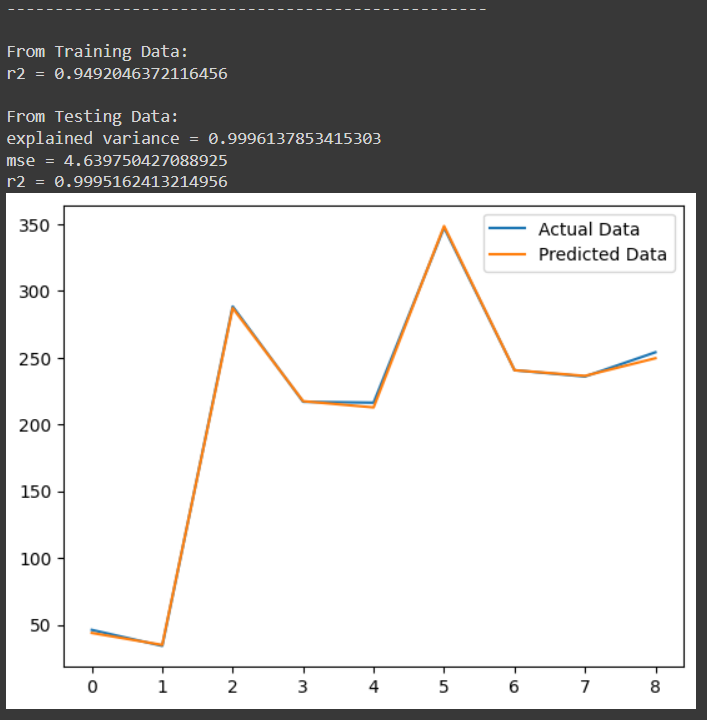 --------------------------------------------------
From Training Data:
r2 = 0.9492046372116456
From Testing Data:
explained variance = 0.9996137853415303
mse = 4.639750427088925
r2 = 0.9995162413214956
Actual Data
Predicted Data
350
300
250
200
150
100
50
0 1 2 3 4 5 6 7 8